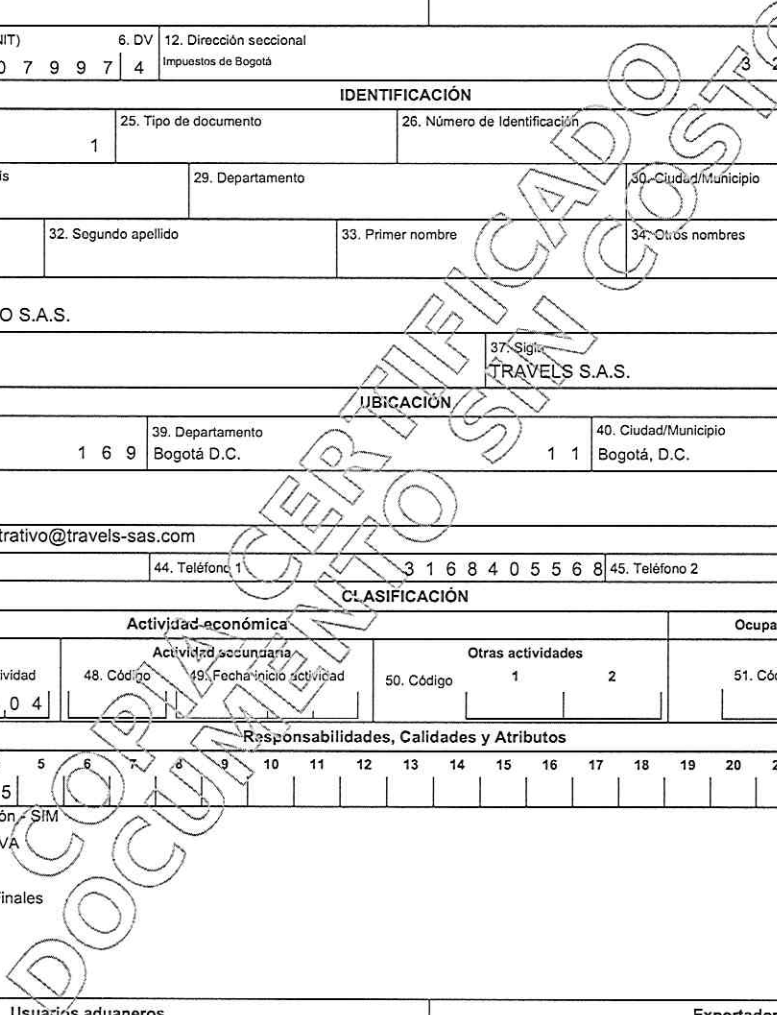 NIT) 6. DV 12. Dirección seccional
0 7 9 9 7 4 Impuestos de Bogotá 3 2
IDENTIFICACIÓN
25. Tipo de documento 26. Número de Identificación
1
29. Departamento 30. Ciudad/Municipio
32. Segundo apellido 33. Primer nombre 34. Otros nombres
O S.A.S.
37. Sigla
TRAVELS S.A.S.
UBICACIÓN
39. Departamento 40. Ciudad/Municipio
1 6 9 Bogotá D.C. 1 1 Bogotá, D.C.
trativo@travels-sas.com
44. Teléfono 1 3 1 6 8 4 0 5 5 6 8 45. Teléfono 2
CLASIFICACIÓN
Actividad económica Ocupa
Actividad secundaria Otras actividades
ividad 48. Código 49. Fecha inicio actividad 50. Código 1 2 51. Có
0 4
Responsabilidades, Calidades y Atributos
5 6 7 8 9 10 11 12 13 14 15 16 17 18 19 20 2
5
ón - SIM
VA
Finales
COPIA CERTIFICADO
DOCUMENTO SIN COSTO
Usuarios aduaneros Exportador